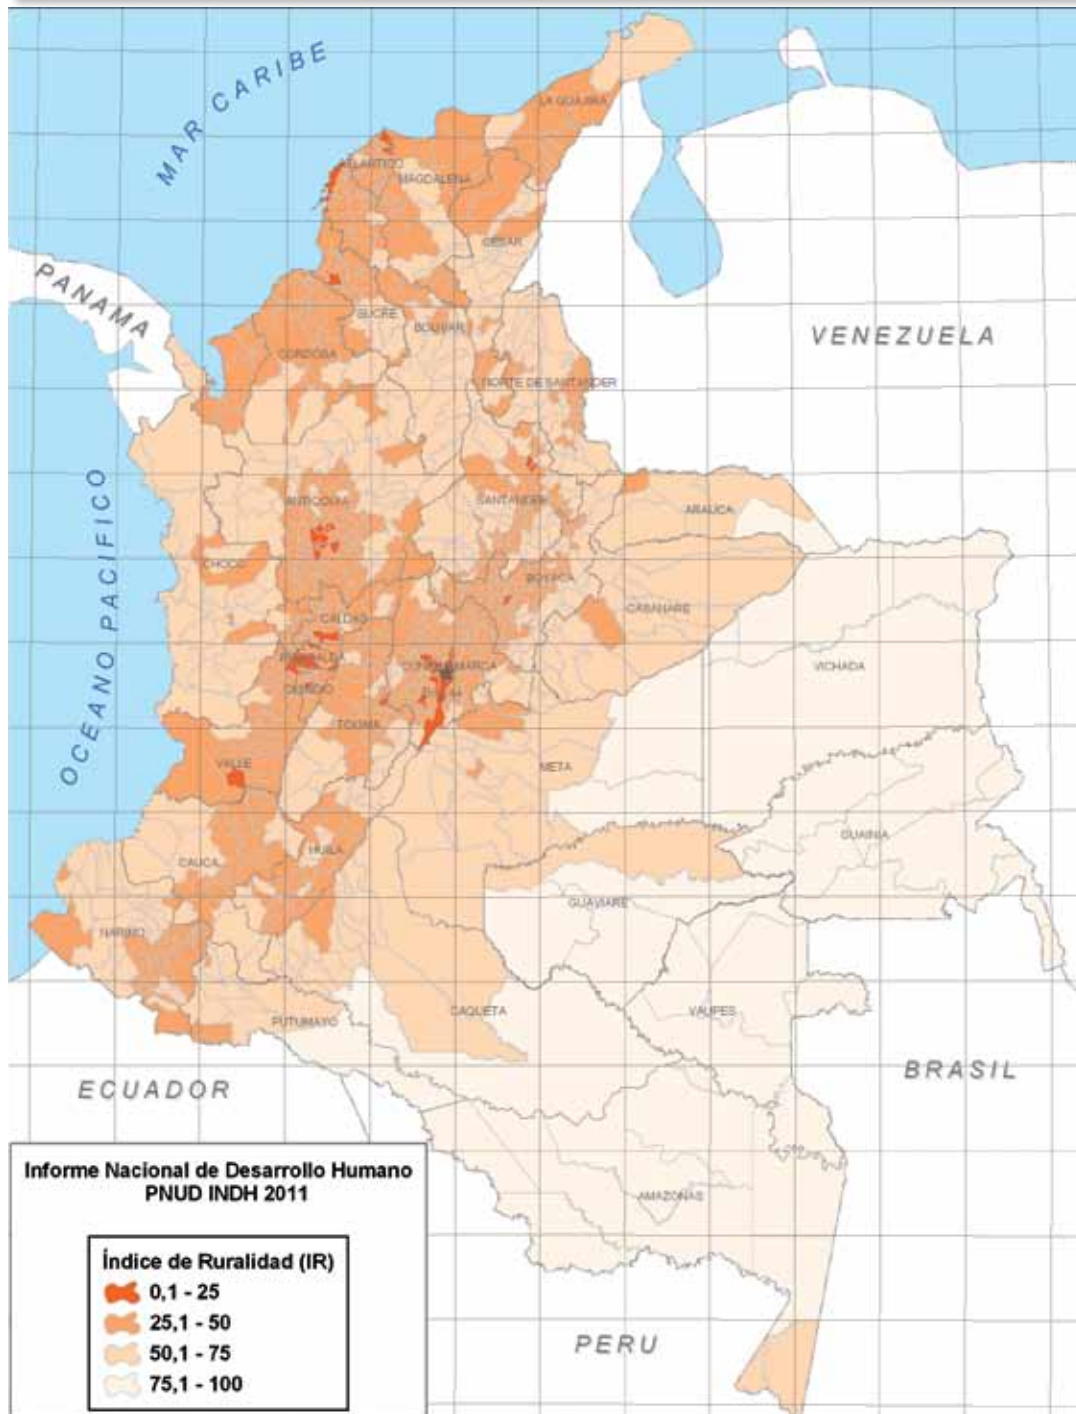 MAR CARIBE
LA GUAJIRA
ATLANTICO
MAGDALENA
CESAR
PANAMA
SUCRE
BOLIVAR
VENEZUELA
CORDOBA
NORTE DE SANTANDER
OCEANO PACIFICO
ANTIOQUIA
SANTANDER
ARAUCA
CHOCO
BOYACA
CASANARE
CALDAS
CUNDINAMARCA
VICHADA
QUINDIO
TOLIMA
VALLE
META
GUAINIA
CAUCA
HUILA
GUAVIARE
NARIÑO
CAQUETA
VAUPES
PUTUMAYO
BRASIL
ECUADOR
AMAZONAS
PERU
Informe Nacional de Desarrollo Humano
PNUD INDH 2011
Índice de Ruralidad (IR)
0,1 - 25
25,1 - 50
50,1 - 75
75,1 - 100